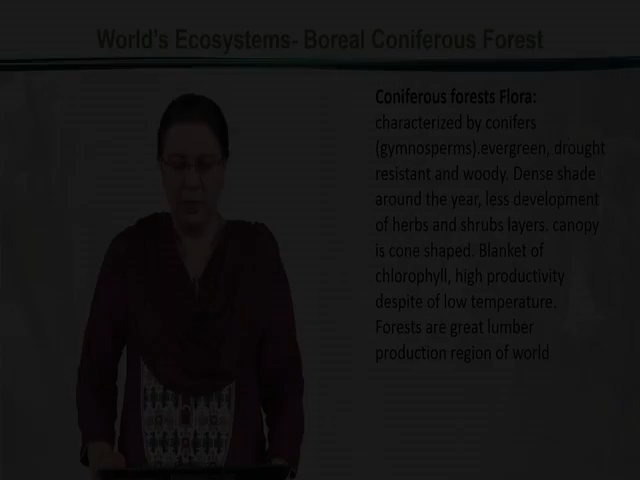 World's Ecosystems- Boreal Coniferous Forest
Coniferous forests Flora:
characterized by conifers
(gymnosperms).evergreen, drought
resistant and woody. Dense shade
around the year, less development
of herbs and shrubs layers. canopy
is cone shaped. Blanket of
chlorophyll, high productivity
despite of low temperature.
Forests are great lumber
production region of world